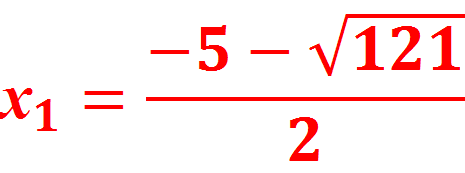 x₁ = (−5 − √121) / 2